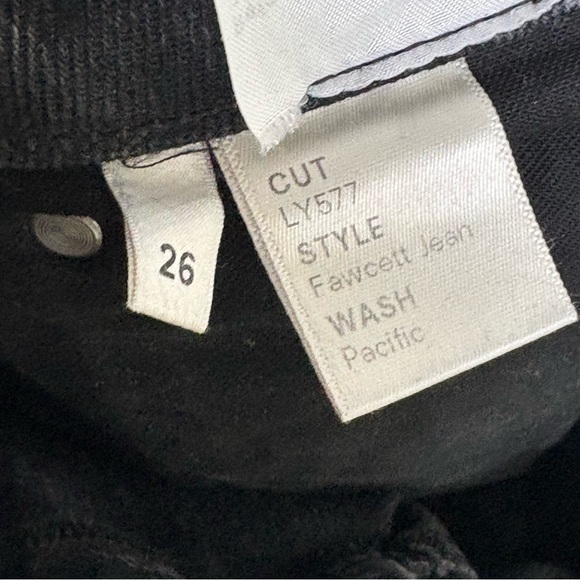 26
CUT
LY577
STYLE
Fawcett Jean
WASH
Pacific